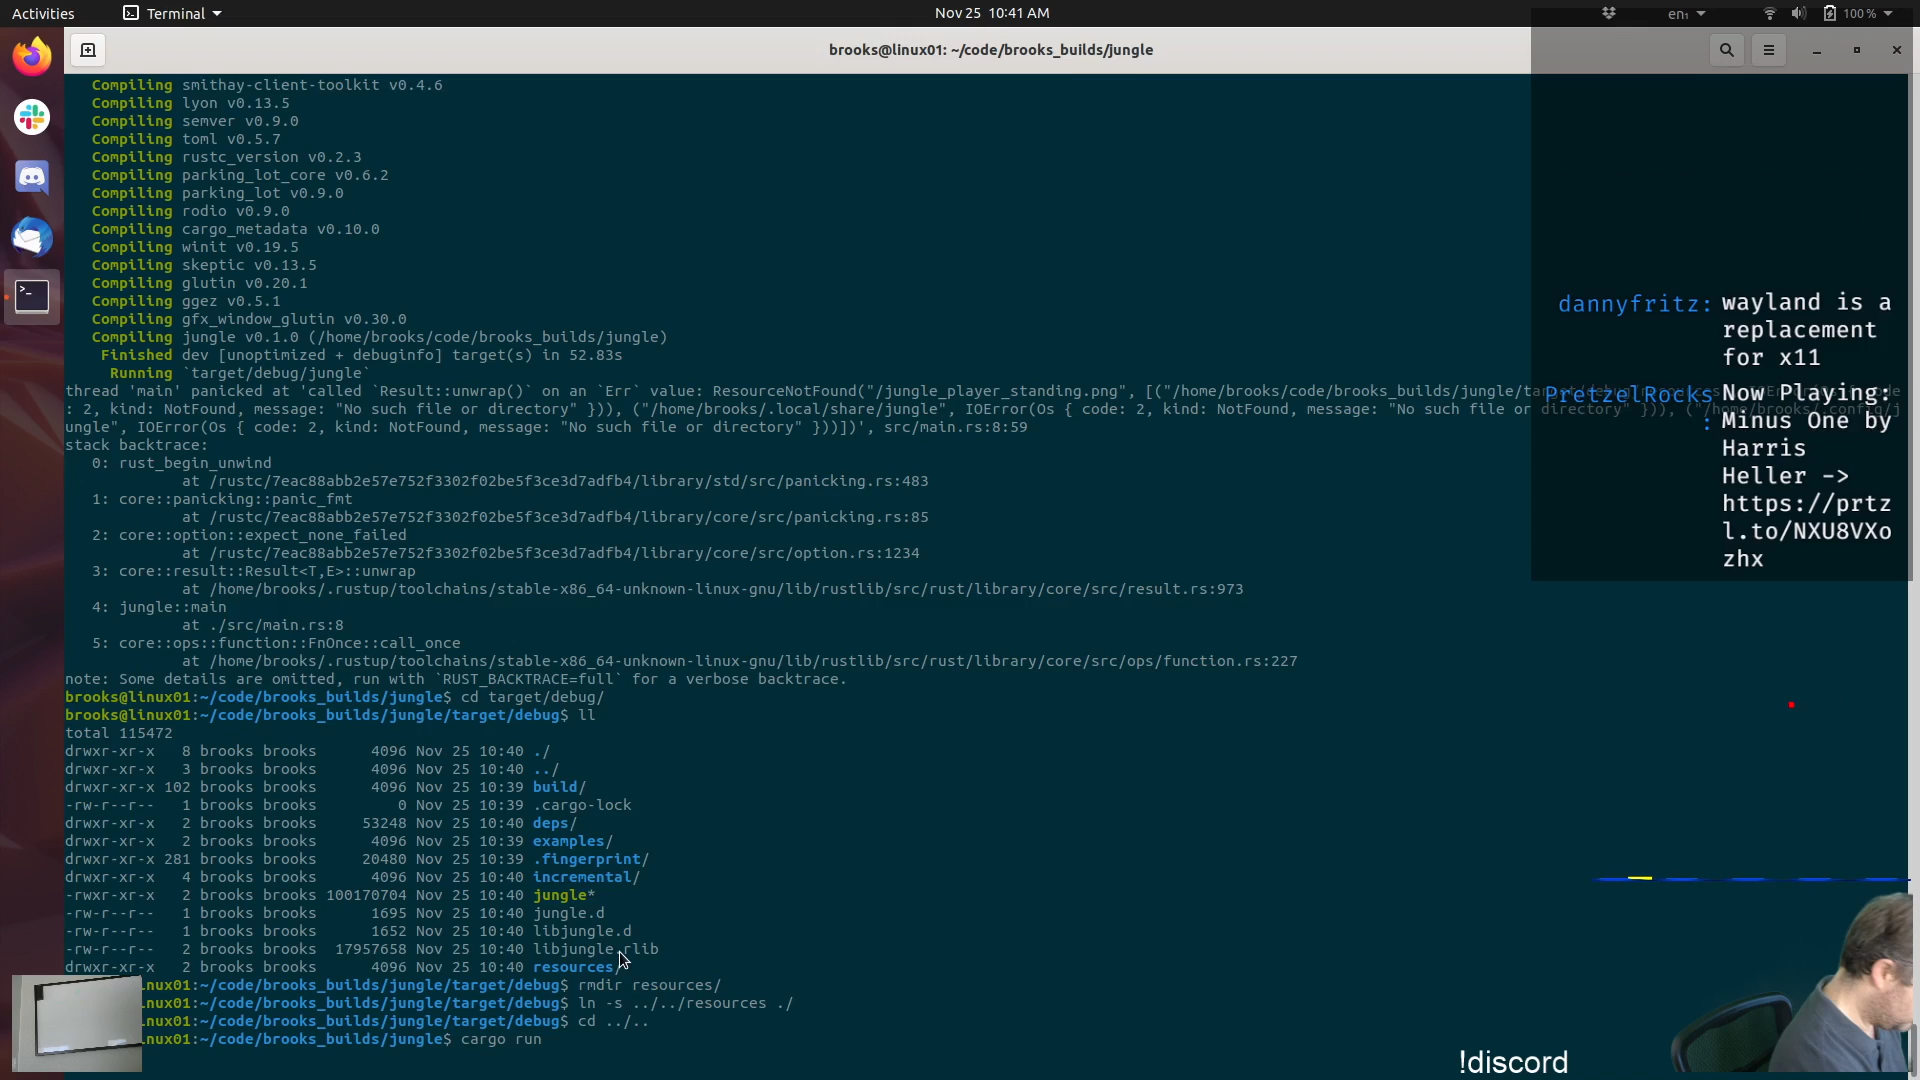 Activities
Terminal
Nov 25 10:41 AM
en₁
100 %
brooks@linux01: ~/code/brooks_builds/jungle
Compiling smithay-client-toolkit v0.4.6
Compiling lyon v0.13.5
Compiling semver v0.9.0
Compiling toml v0.5.7
Compiling rustc_version v0.2.3
Compiling parking_lot_core v0.6.2
Compiling parking_lot v0.9.0
Compiling rodio v0.9.0
Compiling cargo_metadata v0.10.0
Compiling winit v0.19.5
Compiling skeptic v0.13.5
Compiling glutin v0.20.1
Compiling ggez v0.5.1
Compiling gfx_window_glutin v0.30.0
Compiling jungle v0.1.0 (/home/brooks/code/brooks_builds/jungle)
Finished dev [unoptimized + debuginfo] target(s) in 52.83s
Running `target/debug/jungle`
thread 'main' panicked at 'called `Result::unwrap()` on an `Err` value: ResourceNotFound("/jungle_player_standing.png", [("/home/brooks/code/brooks_builds/jungle/
: 2, kind: NotFound, message: "No such file or directory" })), ("/home/brooks/.local/share/jungle", IOError(Os { code: 2, kind: NotFound, message: "No such file or directory" })), ("/home/brooks/.config/j
ungle", IOError(Os { code: 2, kind: NotFound, message: "No such file or directory" }))])', src/main.rs:8:59
stack backtrace:
0: rust_begin_unwind
at /rustc/7eac88abb2e57e752f3302f02be5f3ce3d7adfb4/library/std/src/panicking.rs:483
1: core::panicking::panic_fmt
at /rustc/7eac88abb2e57e752f3302f02be5f3ce3d7adfb4/library/core/src/panicking.rs:85
2: core::option::expect_none_failed
at /rustc/7eac88abb2e57e752f3302f02be5f3ce3d7adfb4/library/core/src/option.rs:1234
3: core::result::Result<T,E>::unwrap
at /home/brooks/.rustup/toolchains/stable-x86_64-unknown-linux-gnu/lib/rustlib/src/rust/library/core/src/result.rs:973
4: jungle::main
at ./src/main.rs:8
5: core::ops::function::FnOnce::call_once
at /home/brooks/.rustup/toolchains/stable-x86_64-unknown-linux-gnu/lib/rustlib/src/rust/library/core/src/ops/function.rs:227
note: Some details are omitted, run with `RUST_BACKTRACE=full` for a verbose backtrace.
brooks@linux01:~/code/brooks_builds/jungle$ cd target/debug/
brooks@linux01:~/code/brooks_builds/jungle/target/debug$ ll
total 115472
drwxr-xr-x 8 brooks brooks 4096 Nov 25 10:40 ./
drwxr-xr-x 3 brooks brooks 4096 Nov 25 10:40 ../
drwxr-xr-x 102 brooks brooks 4096 Nov 25 10:39 build/
-rw-r--r-- 1 brooks brooks 0 Nov 25 10:39 .cargo-lock
drwxr-xr-x 2 brooks brooks 53248 Nov 25 10:40 deps/
drwxr-xr-x 2 brooks brooks 4096 Nov 25 10:39 examples/
drwxr-xr-x 281 brooks brooks 20480 Nov 25 10:39 .fingerprint/
drwxr-xr-x 4 brooks brooks 4096 Nov 25 10:40 incremental/
-rwxr-xr-x 2 brooks brooks 100170704 Nov 25 10:40 jungle*
-rw-r--r-- 1 brooks brooks 1695 Nov 25 10:40 jungle.d
-rw-r--r-- 1 brooks brooks 1652 Nov 25 10:40 libjungle.d
-rw-r--r-- 2 brooks brooks 17957658 Nov 25 10:40 libjungle.rlib
drwxr-xr-x 2 brooks brooks 4096 Nov 25 10:40 resources/
inux01:~/code/brooks_builds/jungle/target/debug$ rmdir resources/
inux01:~/code/brooks_builds/jungle/target/debug$ ln -s ../../resources ./
inux01:~/code/brooks_builds/jungle/target/debug$ cd ../..
inux01:~/code/brooks_builds/jungle$ cargo run
dannyfritz: wayland is a
replacement
for x11
PretzelRocks Now Playing:
: Minus One by
Harris
Heller ->
https://prtz
l.to/NXU8VXo
zhx
!discord